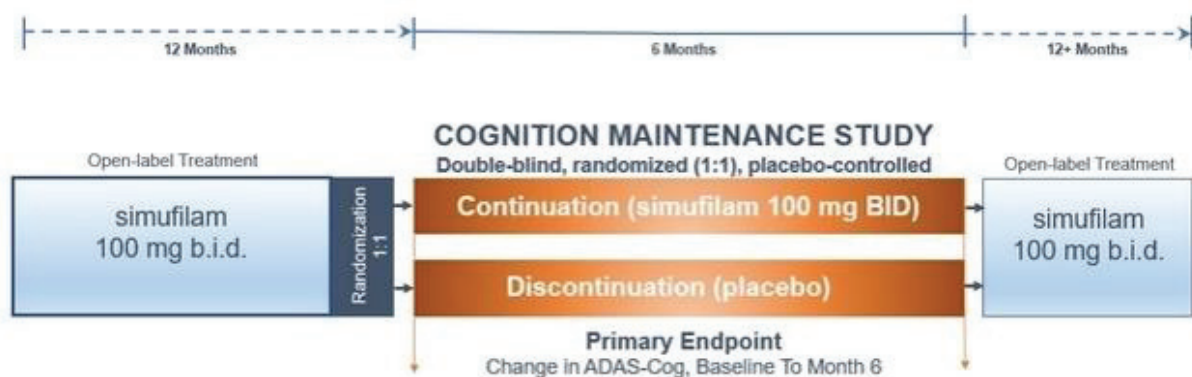 12 Months
6 Months
12+ Months
COGNITION MAINTENANCE STUDY
Double-blind, randomized (1:1), placebo-controlled
Open-label Treatment
simufilam
100 mg b.i.d.
Randomization
1:1
Continuation (simufilam 100 mg BID)
Discontinuation (placebo)
Open-label Treatment
simufilam
100 mg b.i.d.
Primary Endpoint
Change in ADAS-Cog, Baseline To Month 6